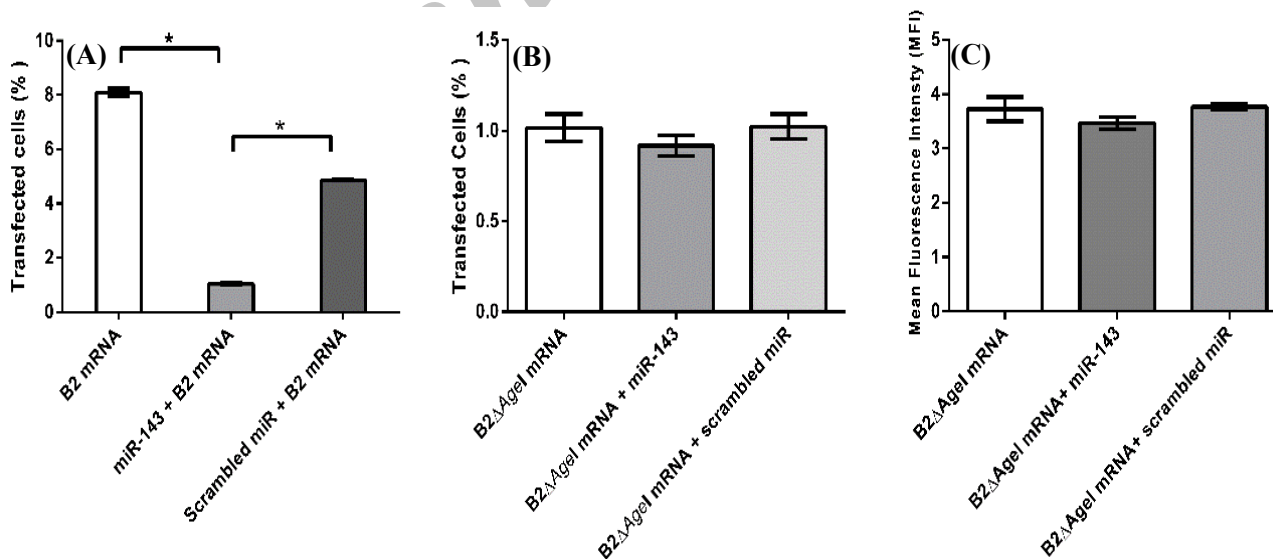 (A)
Transfected cells (% )
10
8
6
4
2
0
*
*
B2 mRNA
miR-143 + B2 mRNA
Scrambled miR + B2 mRNA
(B)
Transfected Cells (% )
1.5
1.0
0.5
0.0
B2ΔAgeI mRNA
B2ΔAgeI mRNA + miR-143
B2ΔAgeI mRNA + scrambled miR
(C)
Mean Fluorescence Intensty (MFI)
5
4
3
2
1
0
B2ΔAgeI mRNA
B2ΔAgeI mRNA+ miR-143
B2ΔAgeI mRNA+ scrambled miR